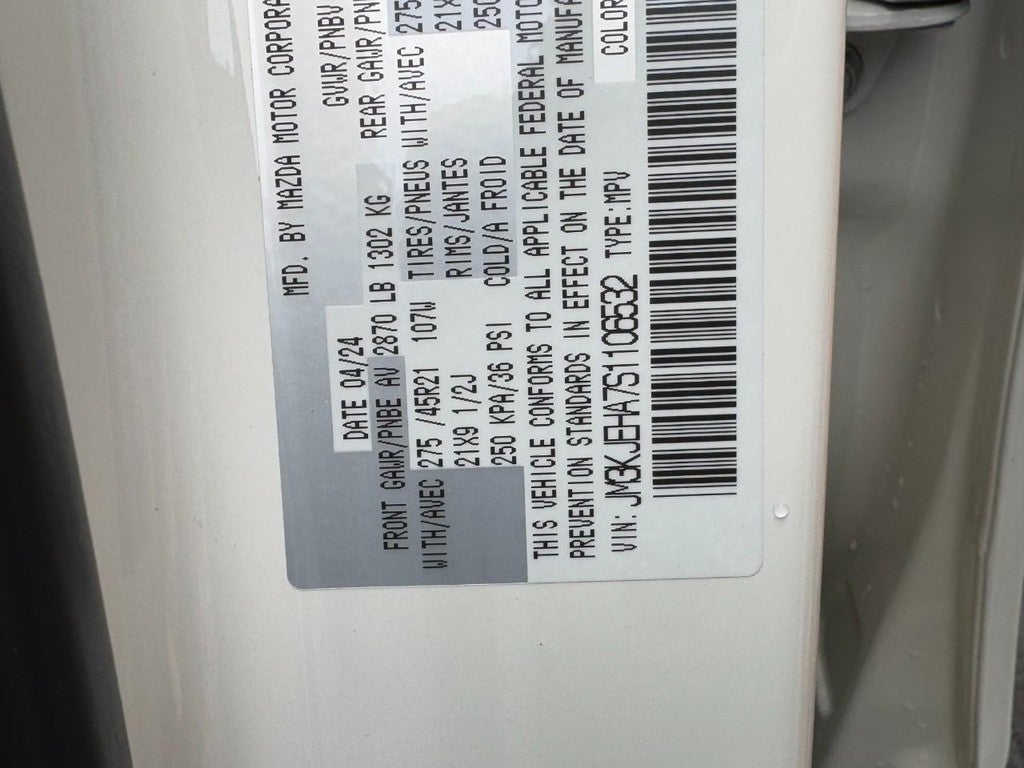 MFD. BY MAZDA MOTOR CORPORA
DATE 04/24 GVWR/PNBV
FRONT GAWR/PNBE AV 2870 LB 1302 KG REAR GAWR/PN
WITH/AVEC 275 /45R21 107W TIRES/PNEUS WITH/AVEC 275
21X9 1/2J RIMS/JANTES 21X
250 KPA/36 PSI COLD/A FROID 250
THIS VEHICLE CONFORMS TO ALL APPLICABLE FEDERAL MOTO
PREVENTION STANDARDS IN EFFECT ON THE DATE OF MANUFA
VIN: JM3KJEHA7S1106532 TYPE:MPV COLOR